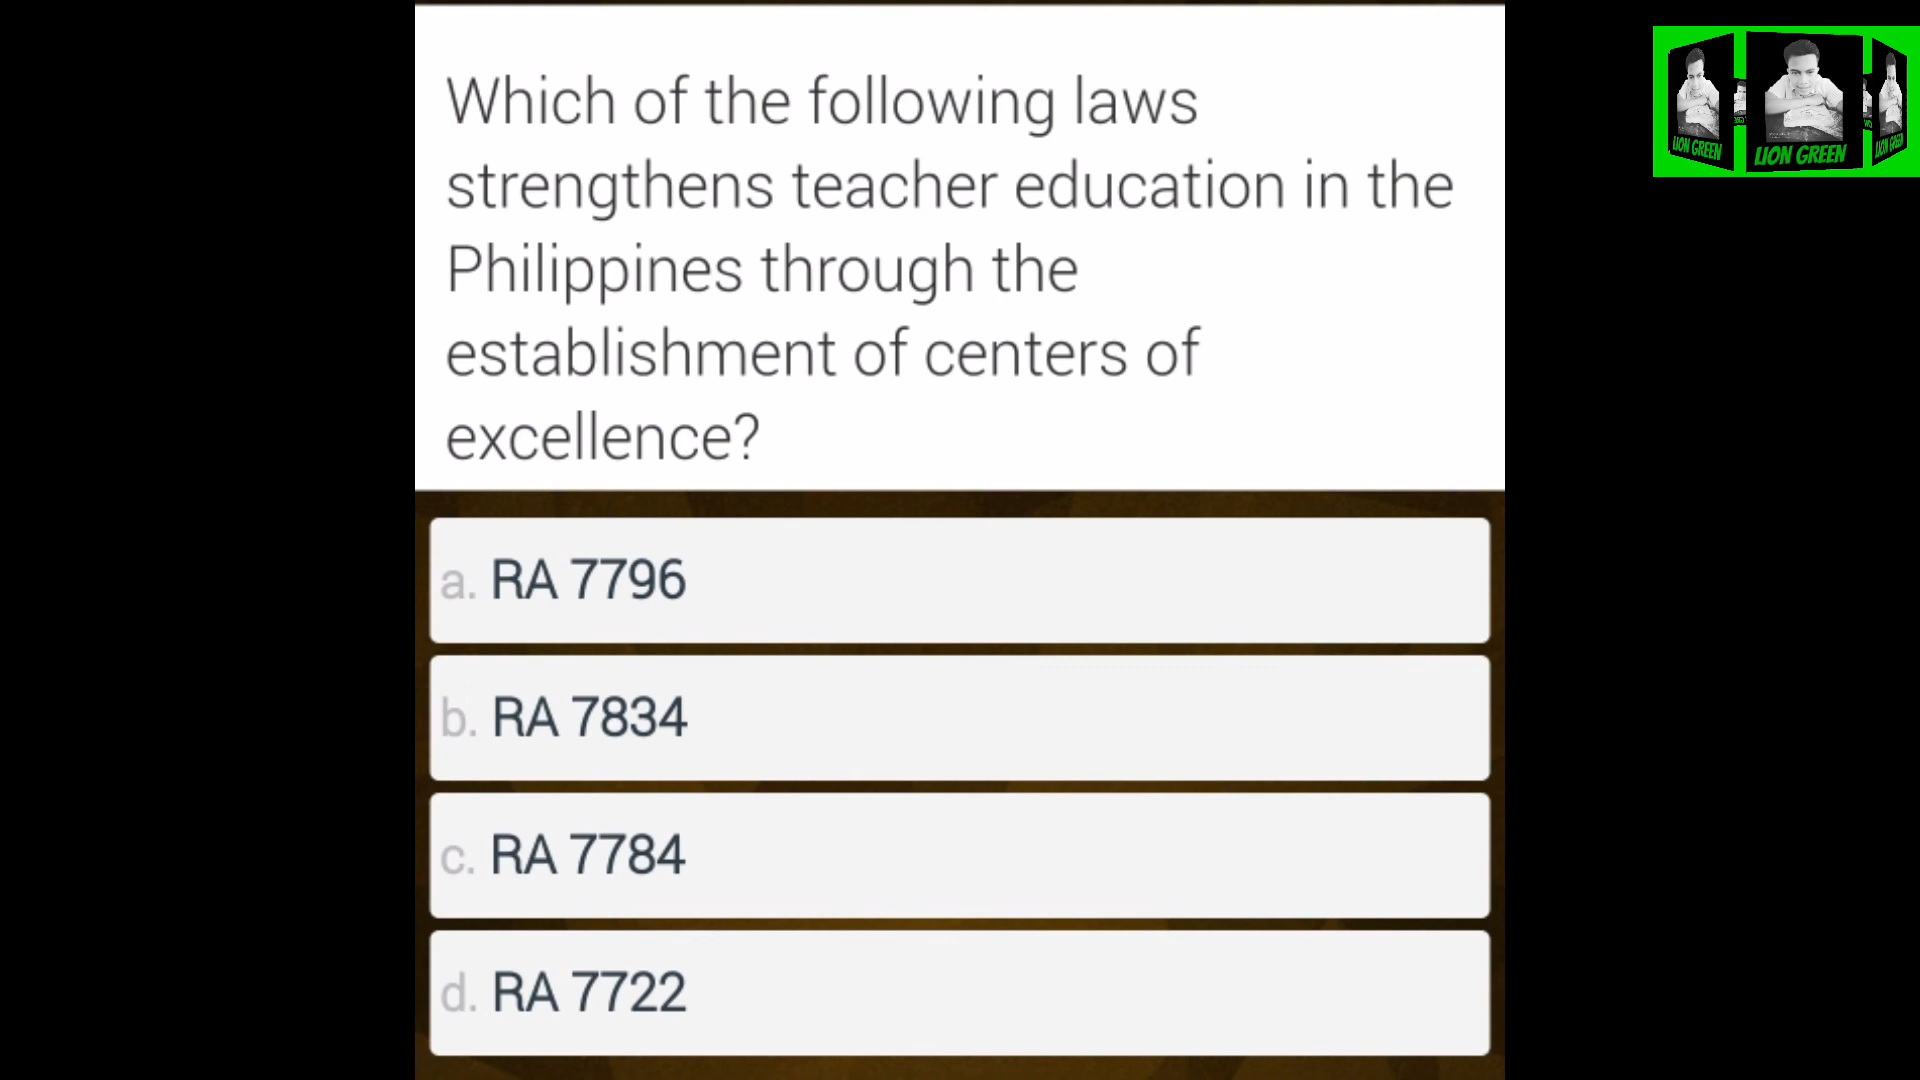 Which of the following laws
strengthens teacher education in the
Philippines through the
establishment of centers of
excellence?
a. RA 7796
b. RA 7834
c. RA 7784
d. RA 7722
LION GREEN
LION GREEN